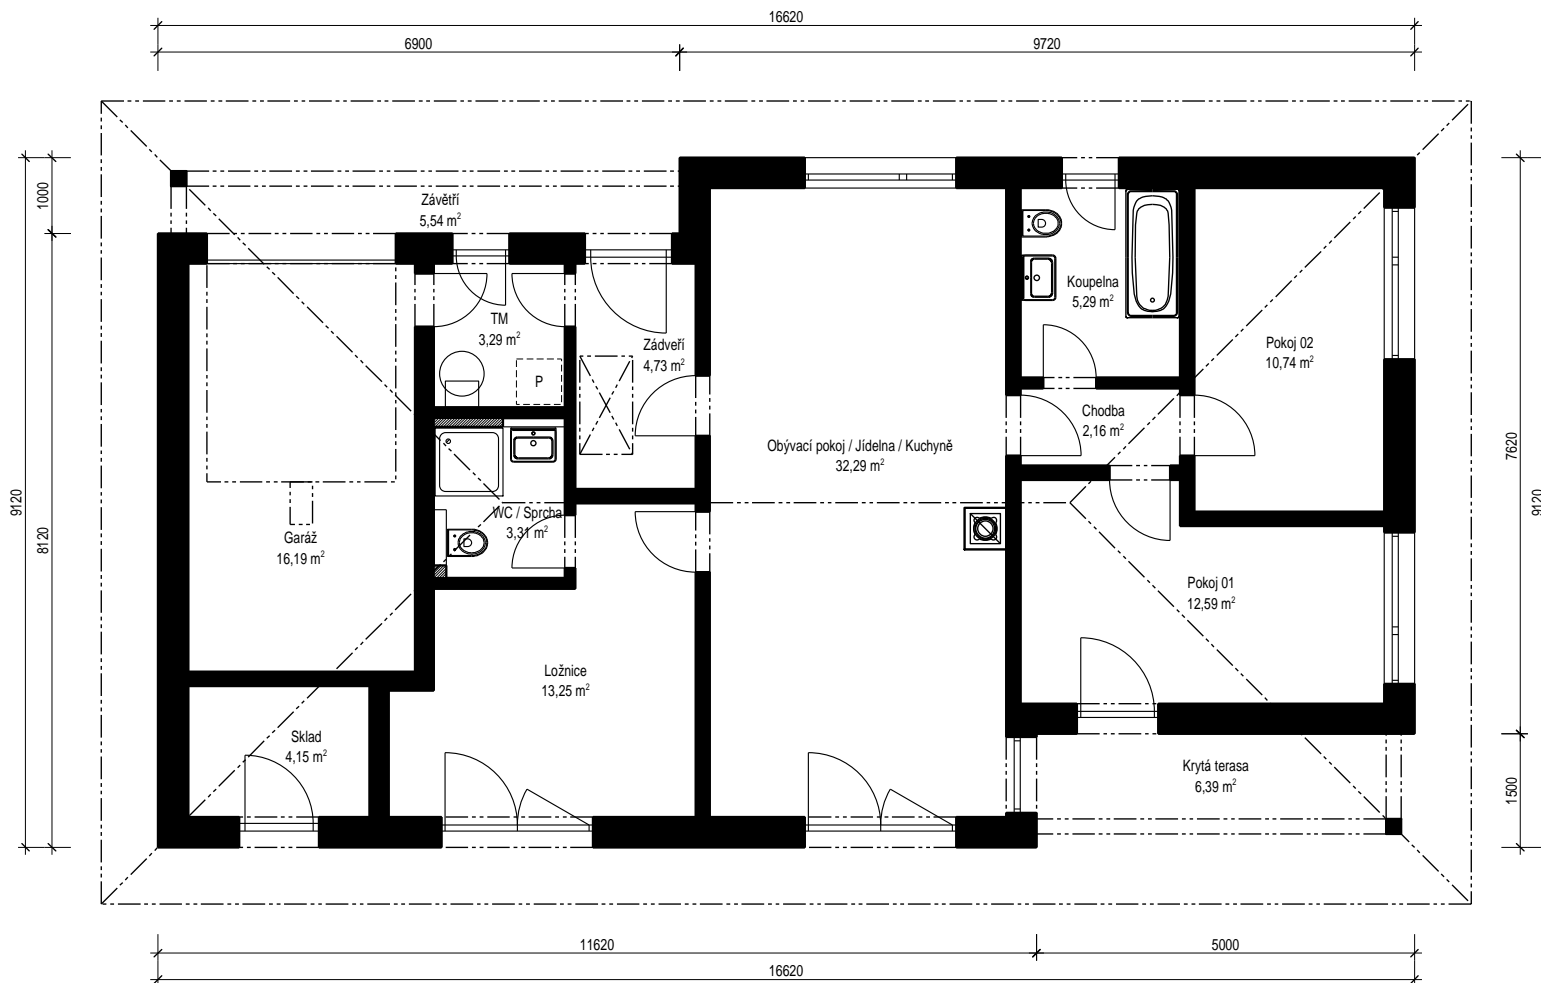 16620
6900
9720
1000
9120
8120
7620
9120
1500
Závětří
5,54 m²
TM
3,29 m²
P
Zádveří
4,73 m²
Koupelna
5,29 m²
Pokoj 02
10,74 m²
Chodba
2,16 m²
Obývací pokoj / Jídelna / Kuchyně
32,29 m²
WC / Sprcha
3,31 m²
Garáž
16,19 m²
Pokoj 01
12,59 m²
Ložnice
13,25 m²
Sklad
4,15 m²
Krytá terasa
6,39 m²
11620
5000
16620